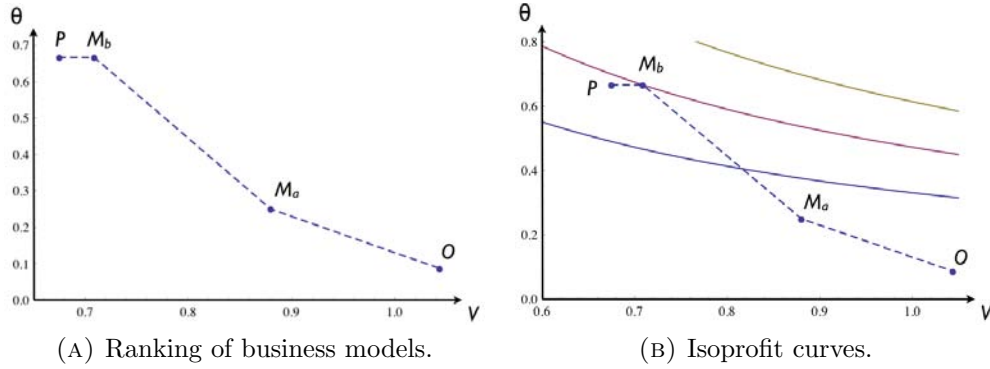 θ
0.7
0.6
0.5
0.4
0.3
0.2
0.1
0.0
P
M_b
M_a
O
0.7
0.8
0.9
1.0
V
(A) Ranking of business models.
θ
0.8
0.6
0.4
0.2
0.0
P
M_b
M_a
O
0.6
0.7
0.8
0.9
1.0
V
(B) Isoprofit curves.